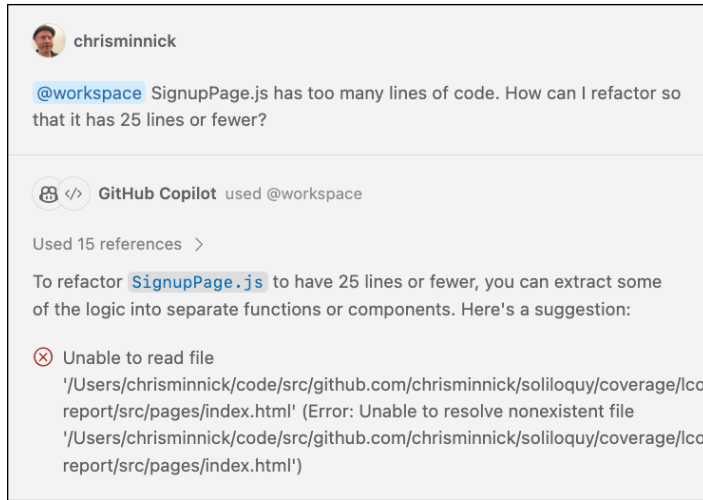 chrisminnick
@workspace SignupPage.js has too many lines of code. How can I refactor so
that it has 25 lines or fewer?
GitHub Copilot used @workspace
Used 15 references >
To refactor SignupPage.js to have 25 lines or fewer, you can extract some
of the logic into separate functions or components. Here's a suggestion:
Unable to read file
'/Users/chrisminnick/code/src/github.com/chrisminnick/soliloquy/coverage/lco
report/src/pages/index.html' (Error: Unable to resolve nonexistent file
'/Users/chrisminnick/code/src/github.com/chrisminnick/soliloquy/coverage/lco
report/src/pages/index.html')